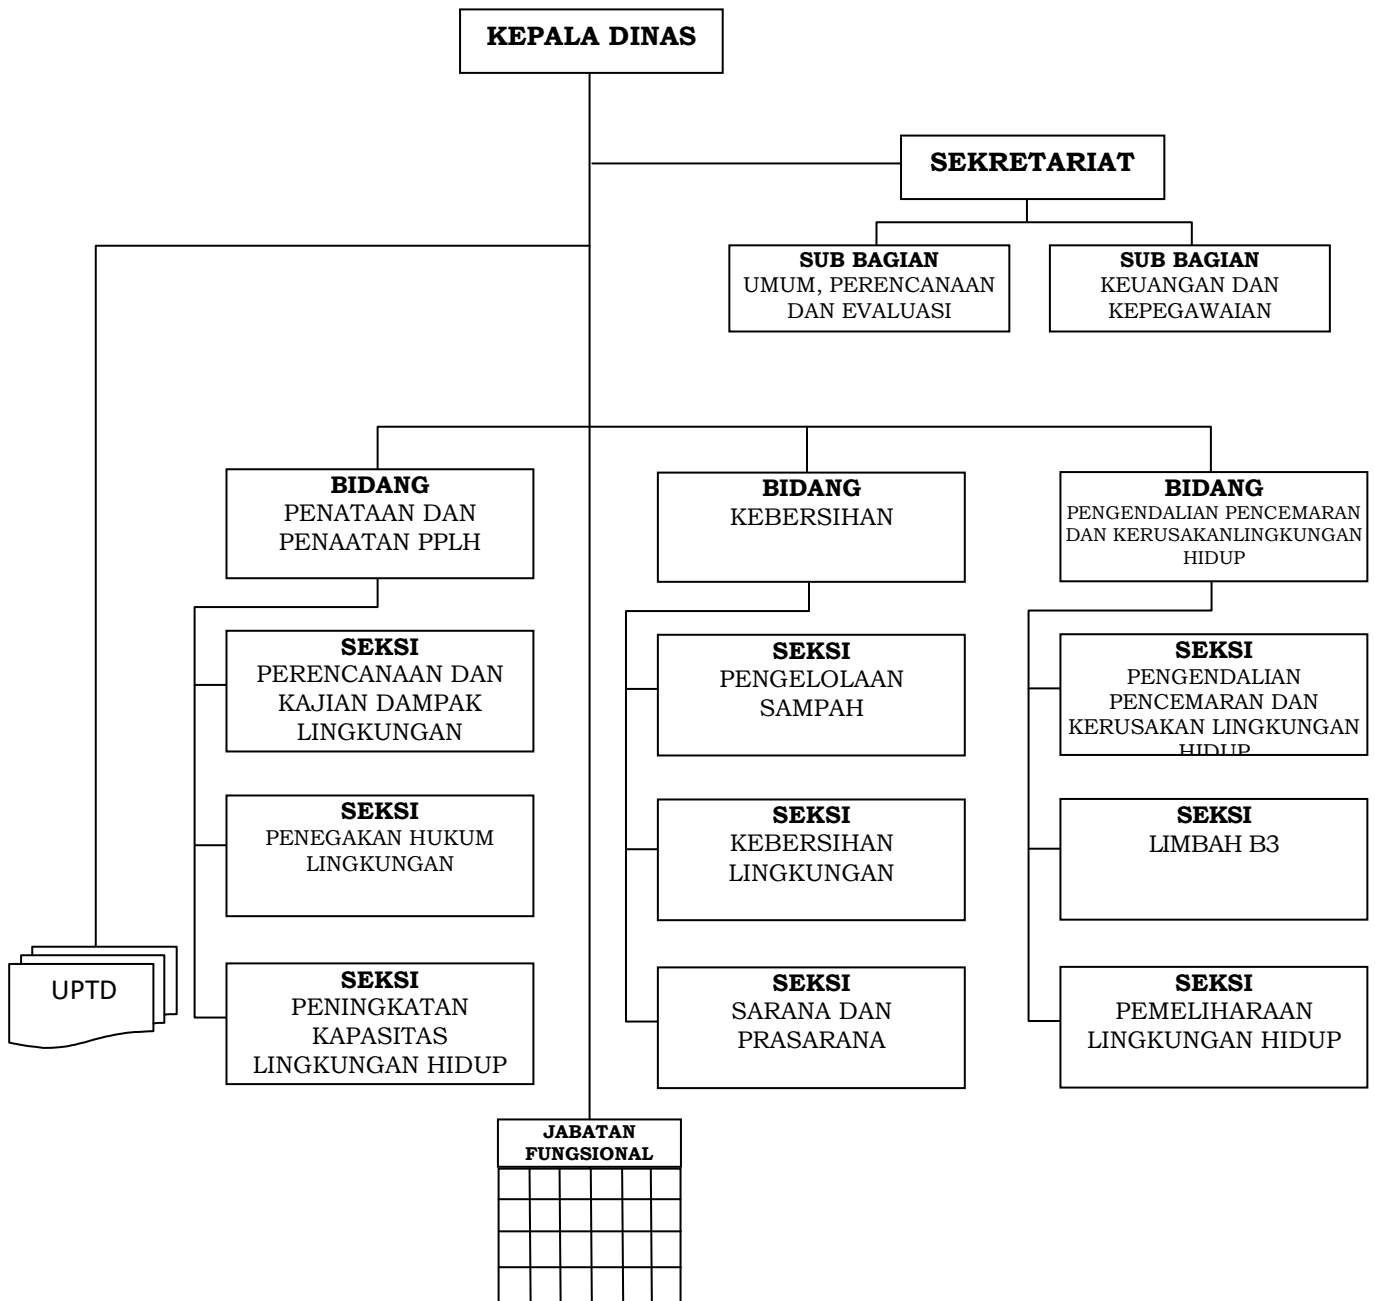 KEPALA DINAS
SEKRETARIAT
SUB BAGIAN
UMUM, PERENCANAAN
DAN EVALUASI
SUB BAGIAN
KEUANGAN DAN
KEPEGAWAIAN
BIDANG
PENATAAN DAN
PENAATAN PPLH
BIDANG
KEBERSIHAN
BIDANG
PENGENDALIAN PENCEMARAN
DAN KERUSAKANLINGKUNGAN
HIDUP
SEKSI
PERENCANAAN DAN
KAJIAN DAMPAK
LINGKUNGAN
SEKSI
PENGELOLAAN
SAMPAH
SEKSI
PENGENDALIAN
PENCEMARAN DAN
KERUSAKAN LINGKUNGAN
HIDUP
SEKSI
PENEGAKAN HUKUM
LINGKUNGAN
SEKSI
KEBERSIHAN
LINGKUNGAN
SEKSI
LIMBAH B3
UPTD
SEKSI
PENINGKATAN
KAPASITAS
LINGKUNGAN HIDUP
SEKSI
SARANA DAN
PRASARANA
SEKSI
PEMELIHARAAN
LINGKUNGAN HIDUP
JABATAN
FUNGSIONAL